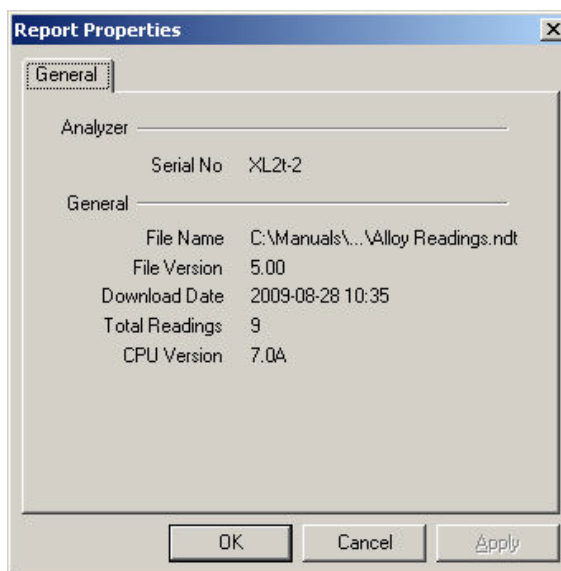 Report Properties
General
Analyzer
Serial No XL2t-2
General
File Name C:\Manuals\...\Alloy Readings.ndt
File Version 5.00
Download Date 2009-08-28 10:35
Total Readings 9
CPU Version 7.0A
OK Cancel Apply